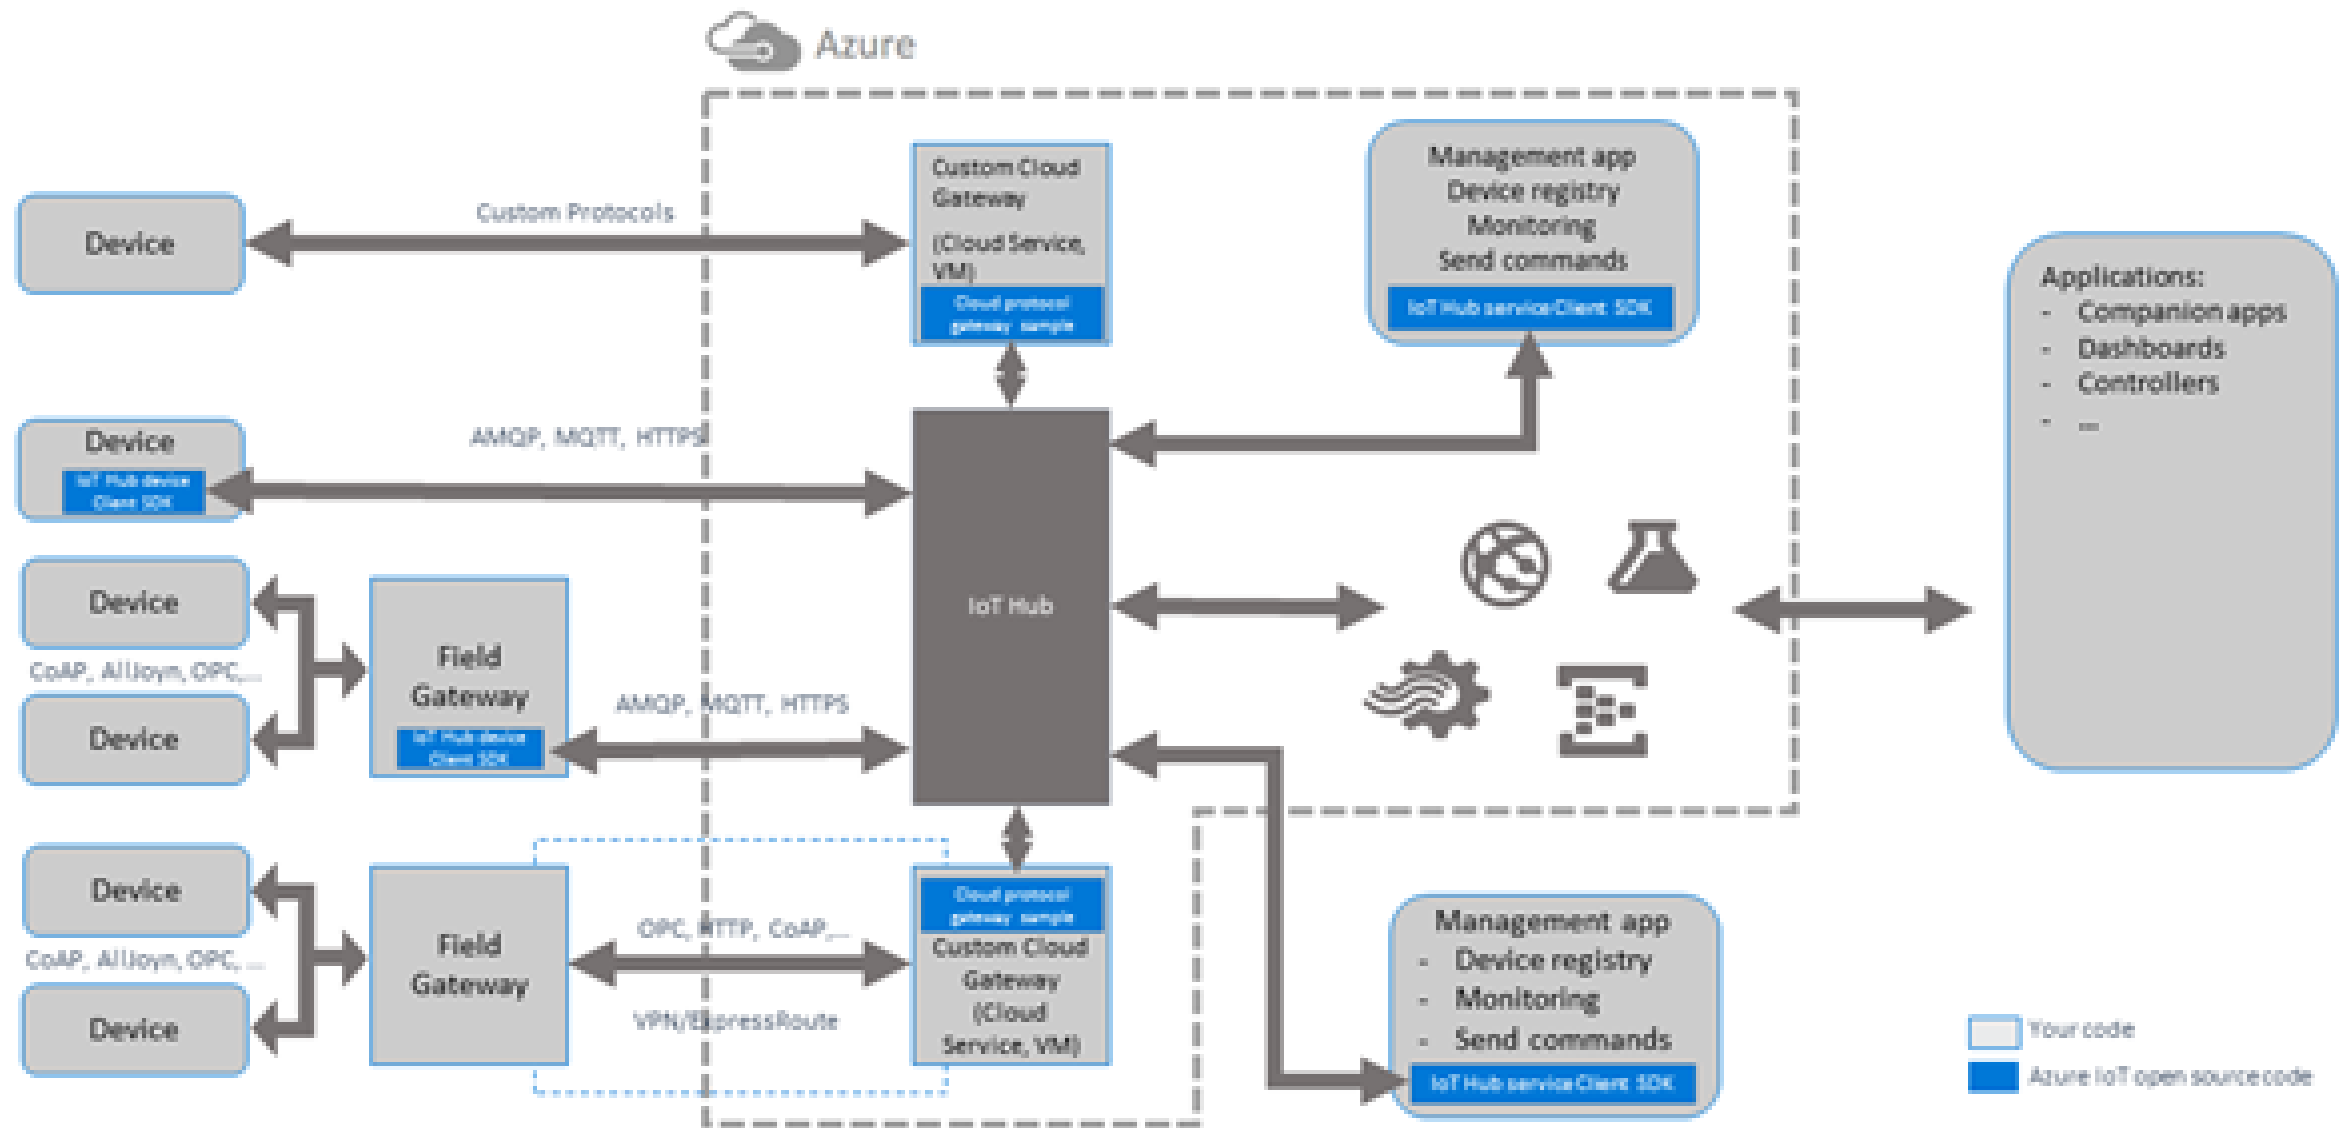 Azure
Custom Cloud
Gateway
(Cloud Service,
VM)
Cloud protocol
gateway sample
Management app
Device registry
Monitoring
Send commands
IoT Hub serviceClient SDK
Device
Custom Protocols
Applications:
- Companion apps
- Dashboards
- Controllers
- ...
Device
IoT Hub device
Client SDK
AMQP, MQTT, HTTPS
IoT Hub
Device
CoAP, AllJoyn, OPC,...
Device
Field
Gateway
IoT Hub device
Client SDK
AMQP, MQTT, HTTPS
Device
CoAP, AllJoyn, OPC, ...
Device
Field
Gateway
OPC, HTTP, CoAP,...
VPN/ExpressRoute
Cloud protocol
gateway sample
Custom Cloud
Gateway
(Cloud
Service, VM)
Management app
- Device registry
- Monitoring
- Send commands
IoT Hub serviceClient SDK
Your code
Azure IoT open source code